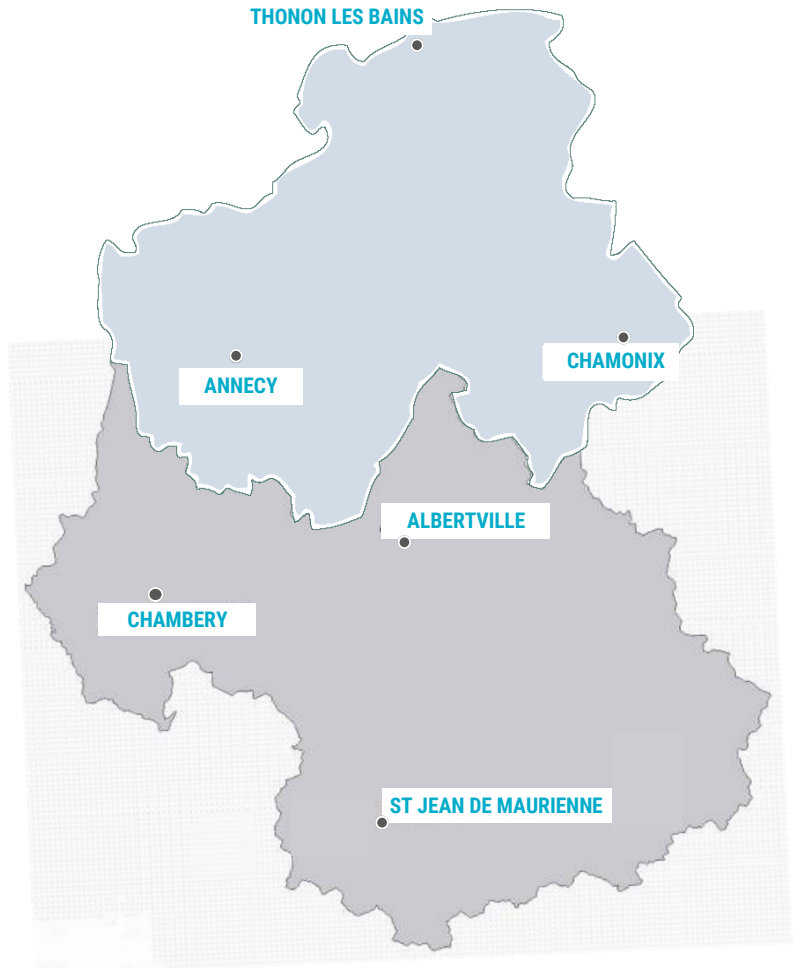 THONON LES BAINS
CHAMONIX
ANNECY
ALBERTVILLE
CHAMBERY
ST JEAN DE MAURIENNE